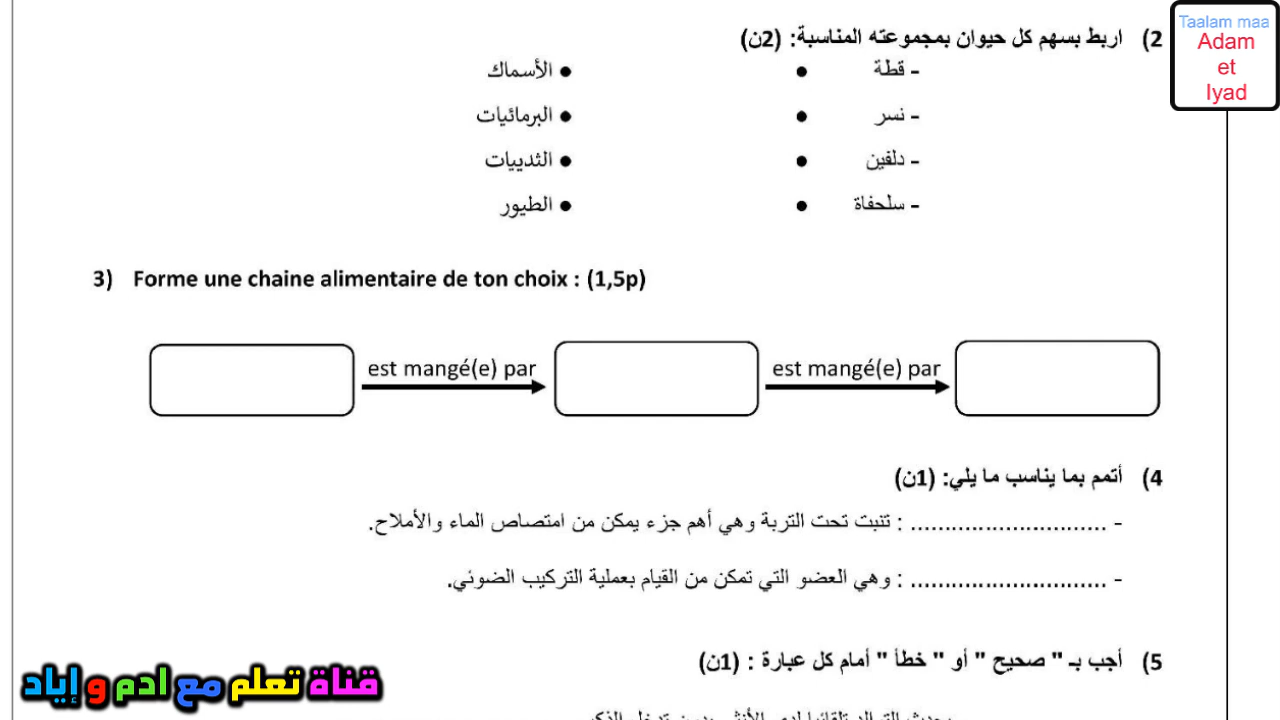 Taalam maa
Adam
et
Iyad
2) اربط بسهم كل حيوان بمجموعته المناسبة: (2ن)
- قطة ● ● الأسماك
- نسر ● ● البرمائيات
- دلفين ● ● الثدييات
- سلحفاة ● ● الطيور
3) Forme une chaine alimentaire de ton choix : (1,5p)
est mangé(e) par est mangé(e) par
4) أتمم بما يناسب ما يلي: (1ن)
- ............................. : تنبت تحت التربة وهي أهم جزء يمكن من امتصاص الماء والأملاح.
- ............................. : وهي العضو التي تمكن من القيام بعملية التركيب الضوئي.
5) أجب بـ " صحيح " أو " خطأ " أمام كل عبارة : (1ن)
قناة تعلم مع ادم و إياد